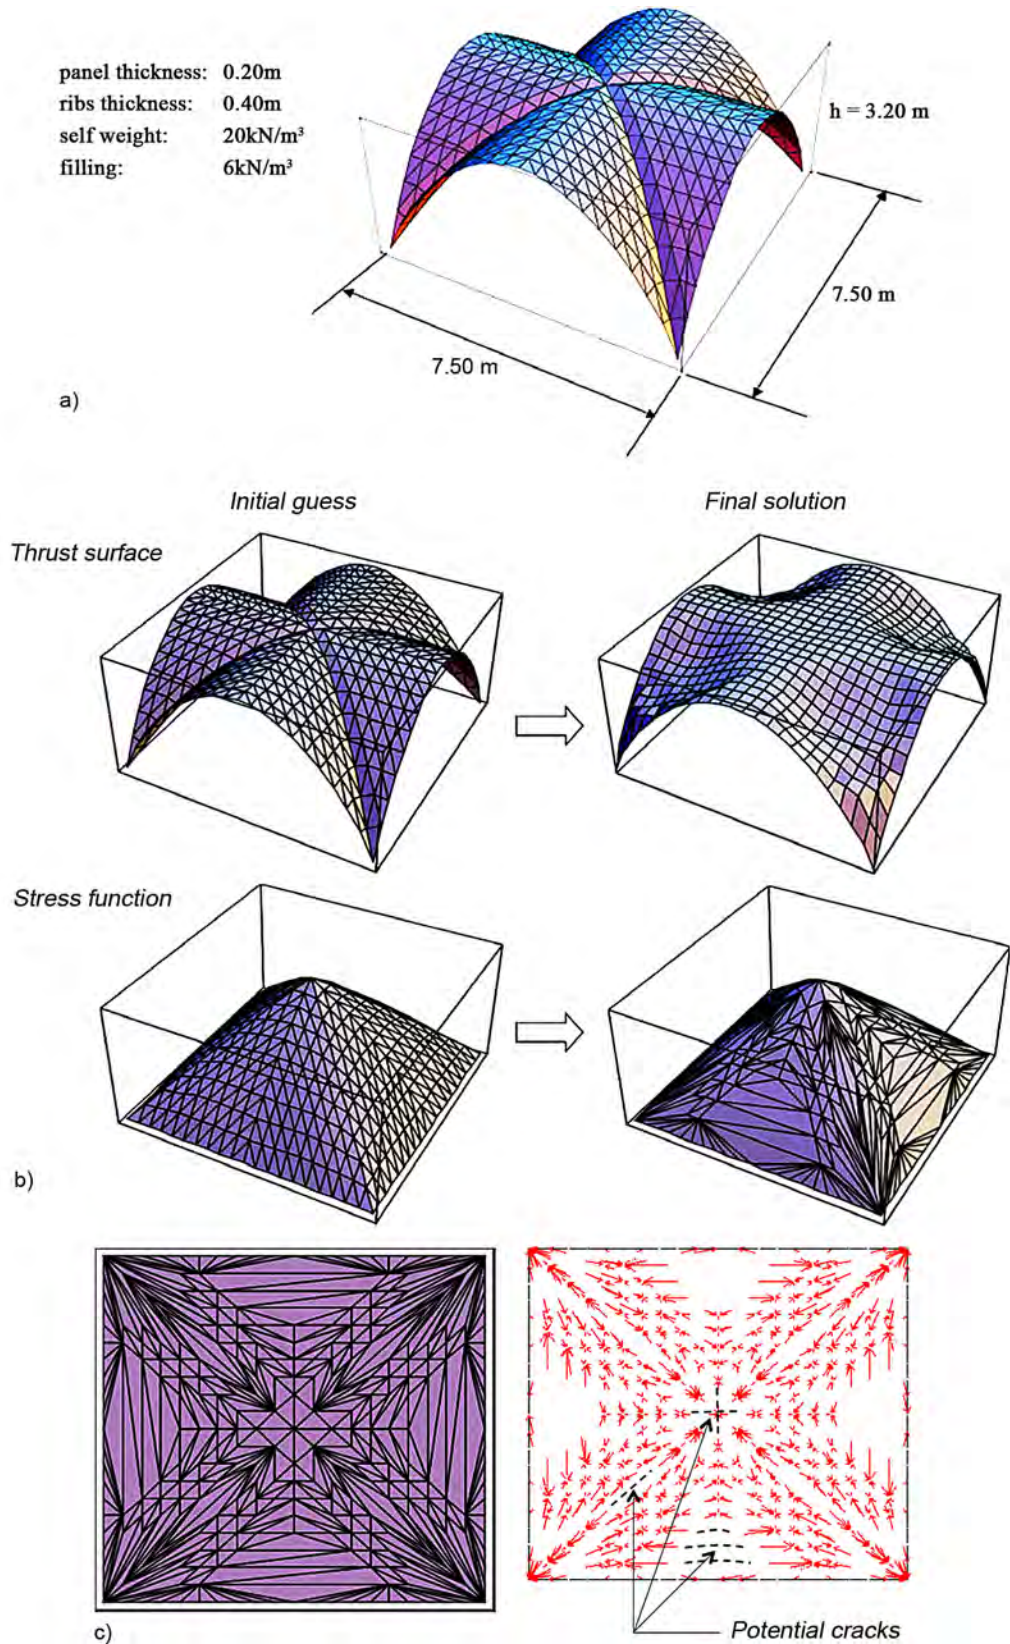 panel thickness: 0.20m
ribs thickness: 0.40m
self weight: 20kN/m³
filling: 6kN/m³
h = 3.20 m
7.50 m
7.50 m
a)
Initial guess
Final solution
Thrust surface
Stress function
b)
c)
Potential cracks